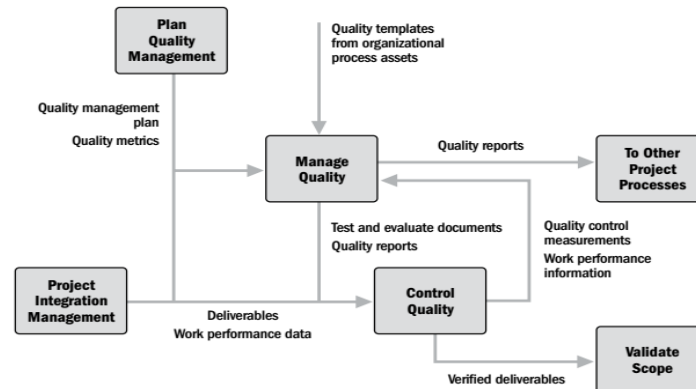 Plan
Quality
Management
Quality templates
from organizational
process assets
Quality management
plan
Quality metrics
Manage
Quality
Quality reports
To Other
Project
Processes
Test and evaluate documents
Quality reports
Quality control
measurements
Work performance
information
Project
Integration
Management
Deliverables
Work performance data
Control
Quality
Verified deliverables
Validate
Scope